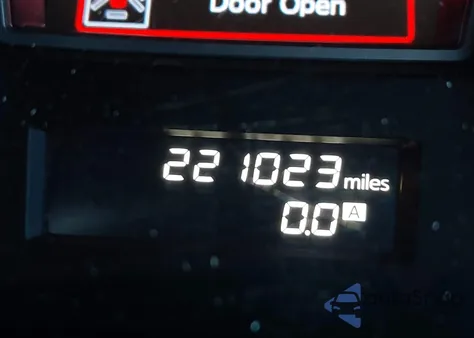 Door Open
221023 miles
0.0 A